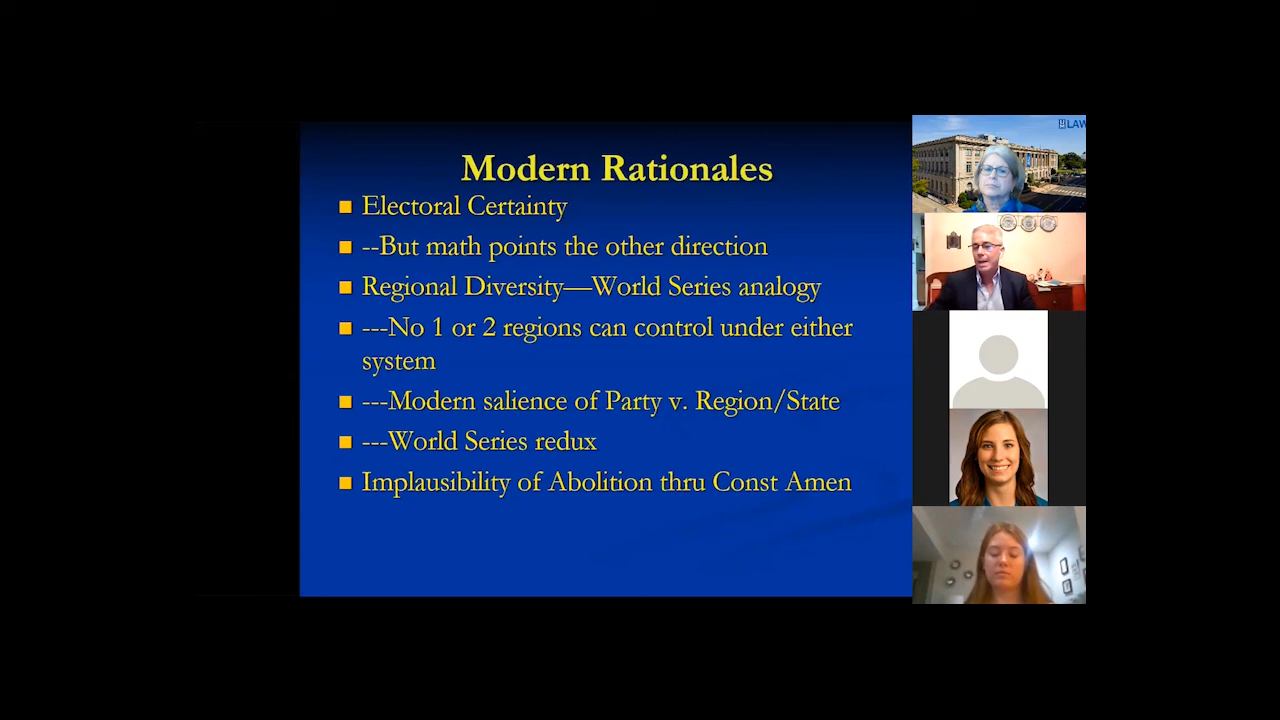 Modern Rationales
Electoral Certainty
--But math points the other direction
Regional Diversity—World Series analogy
---No 1 or 2 regions can control under either
system
---Modern salience of Party v. Region/State
---World Series redux
Implausibility of Abolition thru Const Amen
LAW